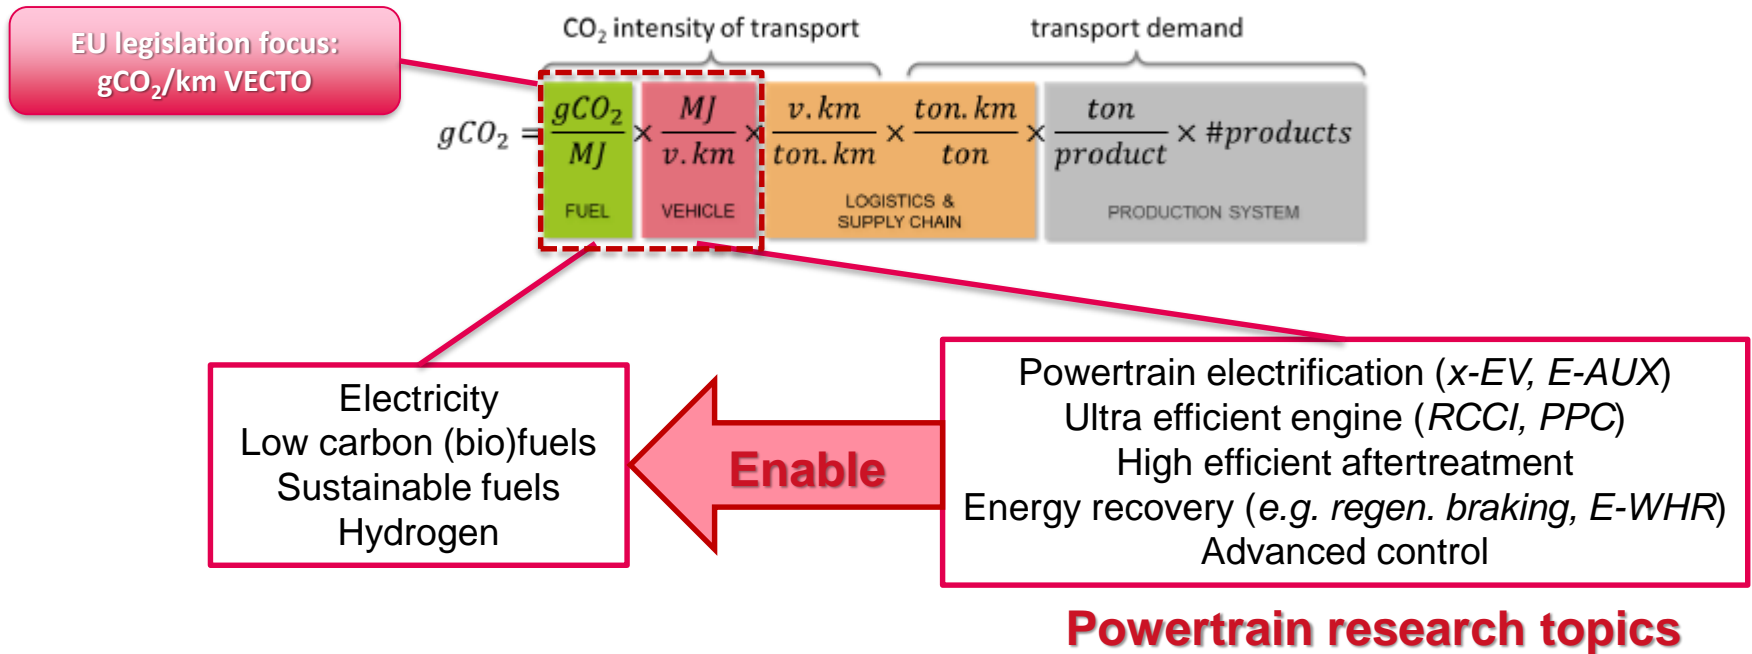 EU legislation focus:
gCO₂/km VECTO
CO₂ intensity of transport
transport demand
gCO₂ = gCO₂/MJ × MJ/v.km × v.km/ton.km × ton.km/ton × ton/product × #products
FUEL
VEHICLE
LOGISTICS &
SUPPLY CHAIN
PRODUCTION SYSTEM
Electricity
Low carbon (bio)fuels
Sustainable fuels
Hydrogen
Enable
Powertrain electrification (x-EV, E-AUX)
Ultra efficient engine (RCCI, PPC)
High efficient aftertreatment
Energy recovery (e.g. regen. braking, E-WHR)
Advanced control
Powertrain research topics